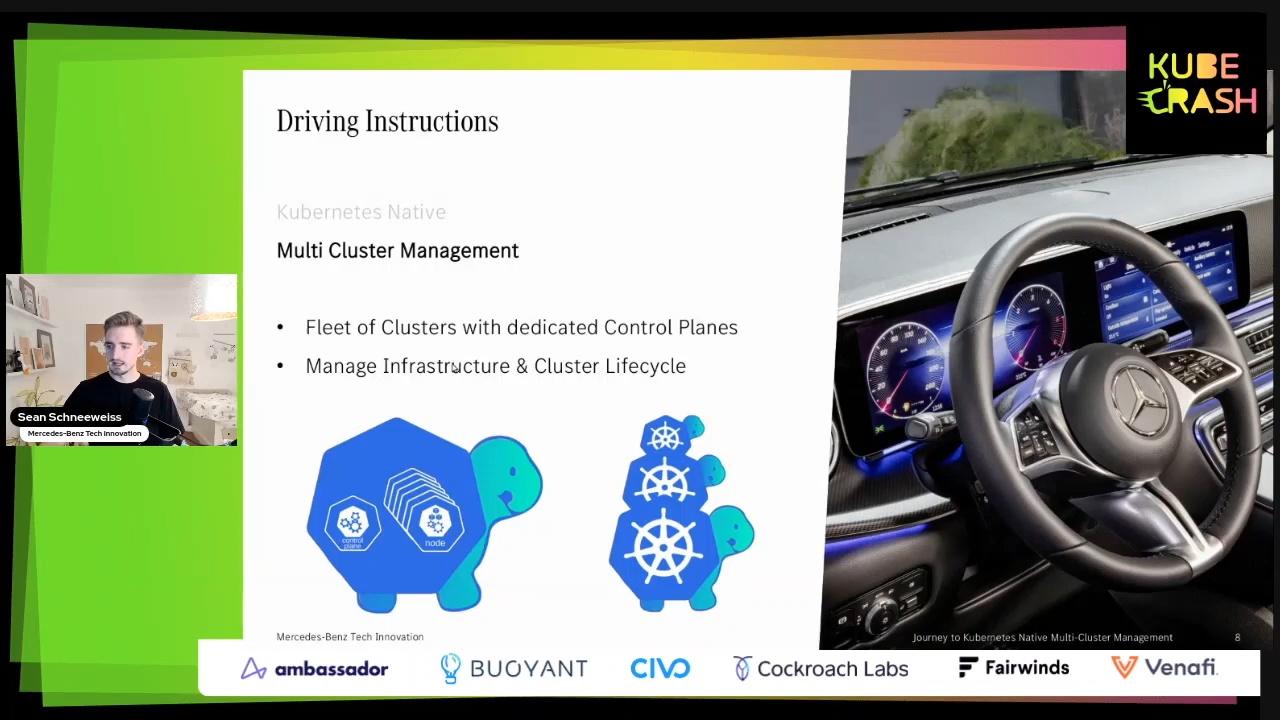 KUBE
CRASH
Driving Instructions
Kubernetes Native
Multi Cluster Management
• Fleet of Clusters with dedicated Control Planes
• Manage Infrastructure & Cluster Lifecycle
control
plane
node
Sean Schneeweiss
Mercedes-Benz Tech Innovation
Mercedes-Benz Tech Innovation
Journey to Kubernetes Native Multi-Cluster Management
8
ambassador
BUOYANT
CIVO
Cockroach Labs
Fairwinds
Venafi